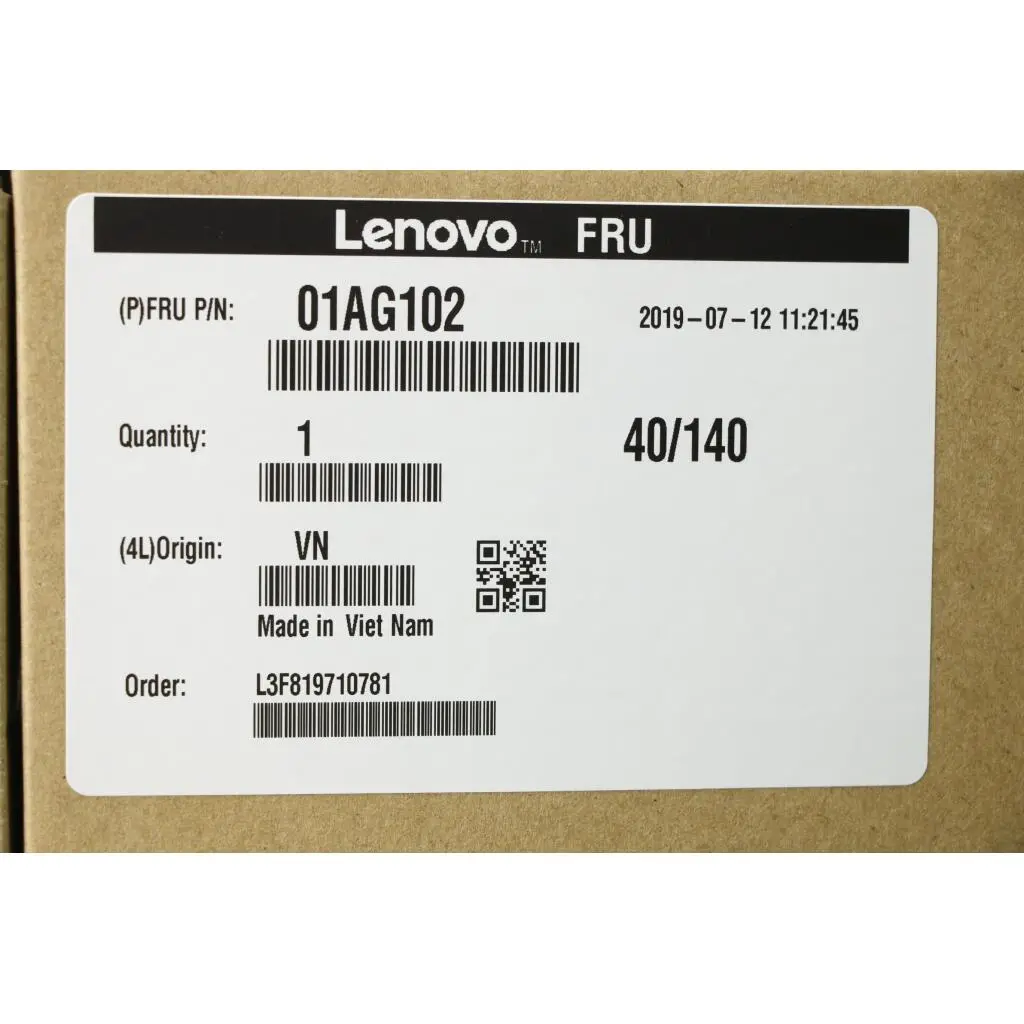 Lenovo™ FRU
(P)FRU P/N: 01AG102 2019-07-12 11:21:45
Quantity: 1 40/140
(4L)Origin: VN
Made in Viet Nam
Order: L3F819710781